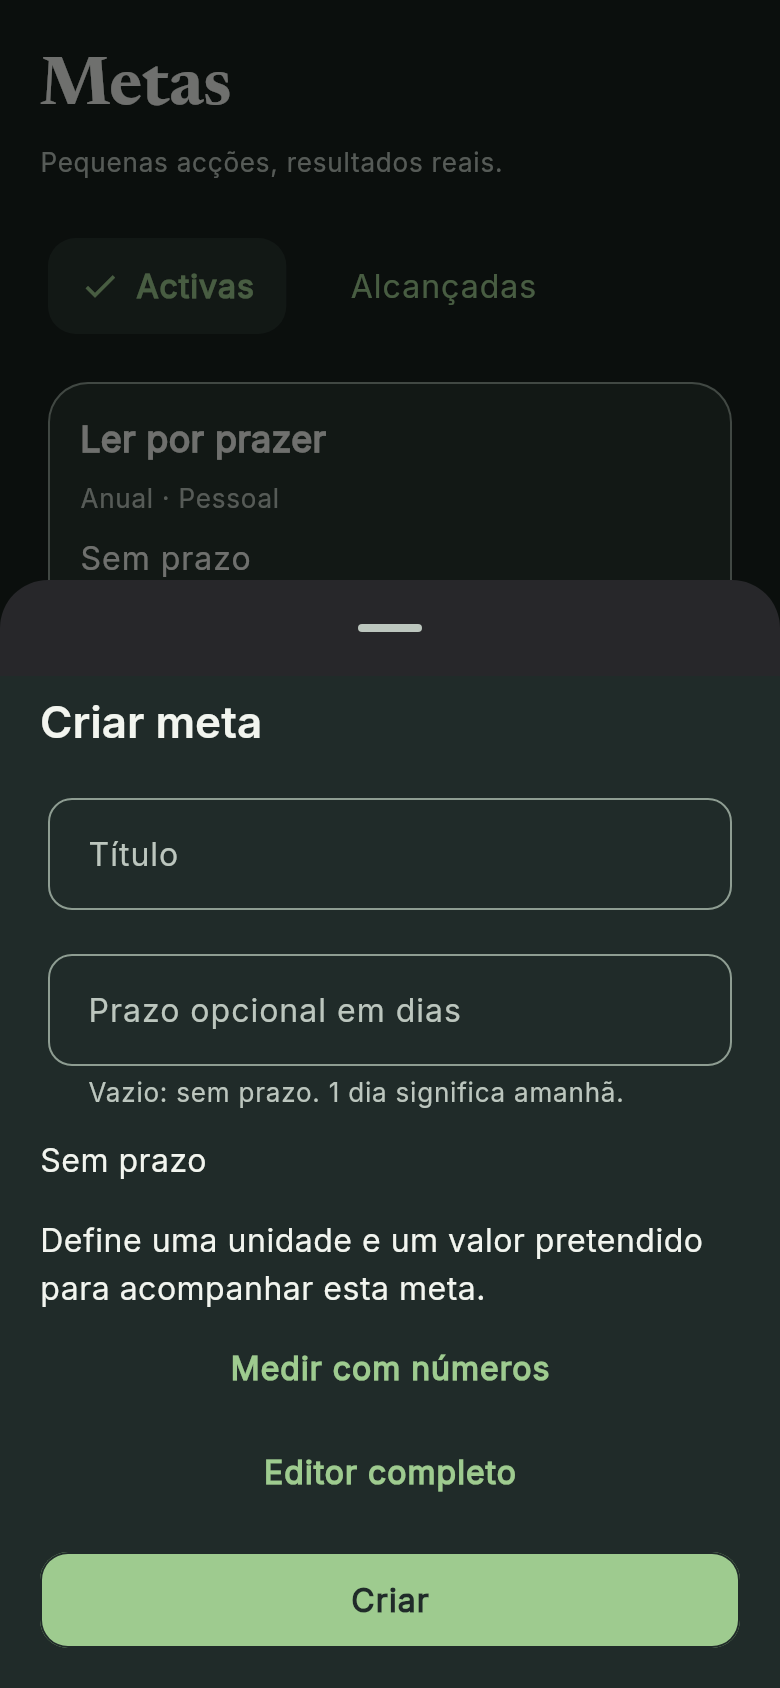 Metas
Pequenas acções, resultados reais.
Activas
Alcançadas
Ler por prazer
Anual · Pessoal
Sem prazo
Criar meta
Título
Prazo opcional em dias
Vazio: sem prazo. 1 dia significa amanhã.
Sem prazo
Define uma unidade e um valor pretendido
para acompanhar esta meta.
Medir com números
Editor completo
Criar